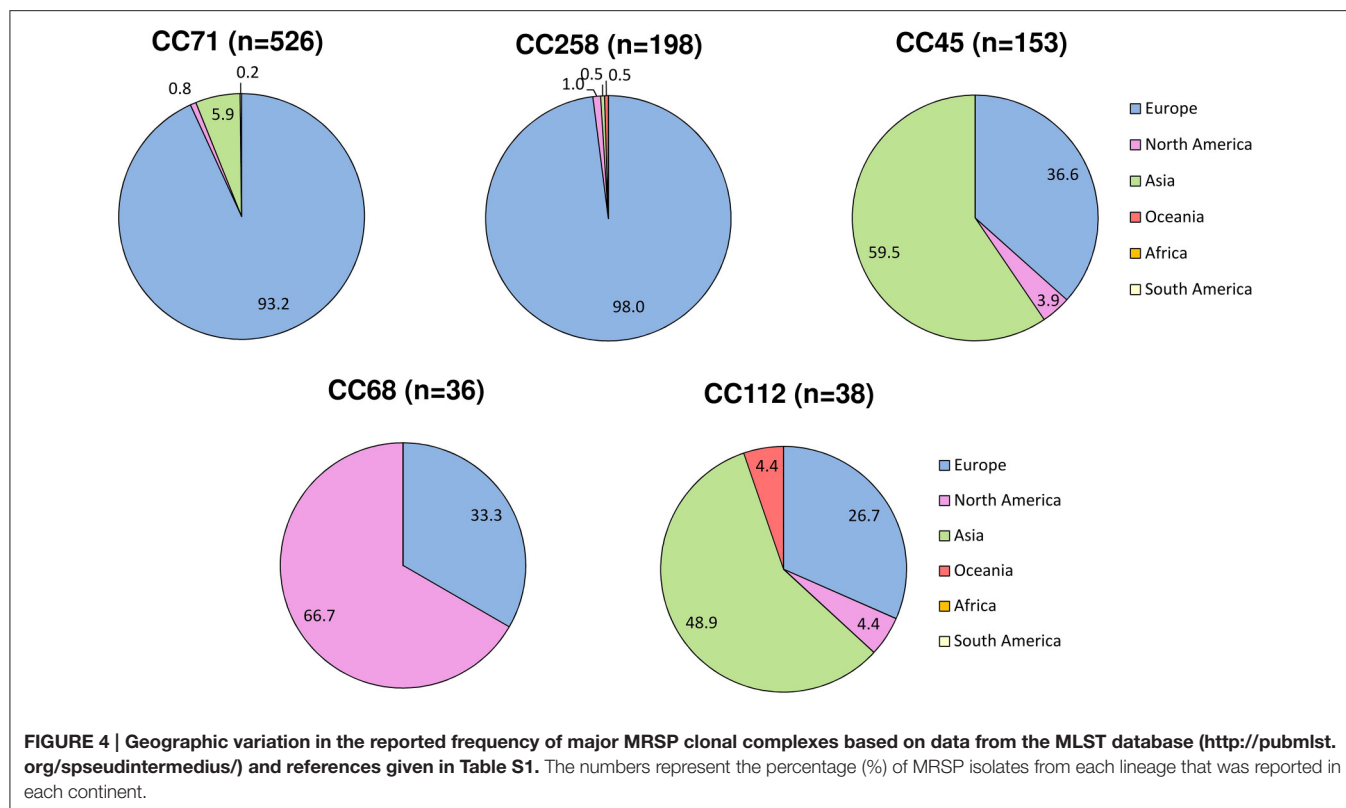 CC71 (n=526)
0.2
0.8
5.9
93.2
CC258 (n=198)
0.5
0.5
1.0
98.0
CC45 (n=153)
36.6
59.5
3.9
Europe
North America
Asia
Oceania
Africa
South America
CC68 (n=36)
33.3
66.7
CC112 (n=38)
4.4
26.7
48.9
4.4
Europe
North America
Asia
Oceania
Africa
South America
FIGURE 4 | Geographic variation in the reported frequency of major MRSP clonal complexes based on data from the MLST database (http://pubmlst.
org/spseudintermedius/) and references given in Table S1. The numbers represent the percentage (%) of MRSP isolates from each lineage that was reported in
each continent.